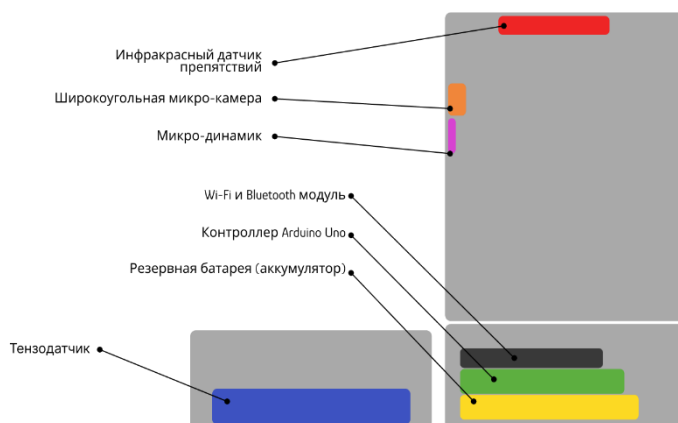 Инфракрасный датчик
препятствий
Широкоугольная микро-камера
Микро-динамик
Wi-Fi и Bluetooth модуль
Контроллер Arduino Uno
Резервная батарея (аккумулятор)
Тензодатчик